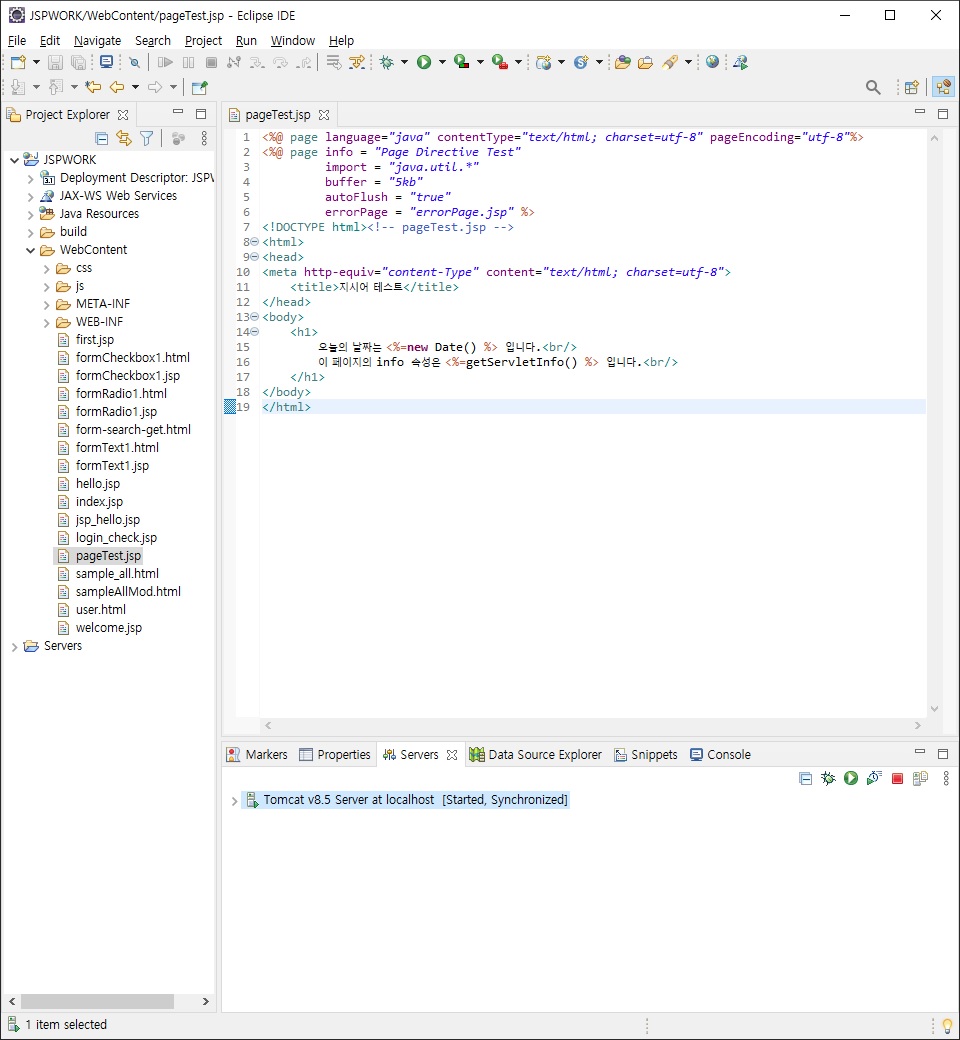 JSPWORK/WebContent/pageTest.jsp - Eclipse IDE
File Edit Navigate Search Project Run Window Help
Project Explorer
JSPWORK
Deployment Descriptor: JSPW
JAX-WS Web Services
Java Resources
build
WebContent
css
js
META-INF
WEB-INF
first.jsp
formCheckbox1.html
formCheckbox1.jsp
formRadio1.html
formRadio1.jsp
form-search-get.html
formText1.html
formText1.jsp
hello.jsp
index.jsp
jsp_hello.jsp
login_check.jsp
pageTest.jsp
sample_all.html
sampleAllMod.html
user.html
welcome.jsp
Servers
pageTest.jsp
1 <%@ page language="java" contentType="text/html; charset=utf-8" pageEncoding="utf-8"%>
2 <%@ page info = "Page Directive Test"
3 import = "java.util.*"
4 buffer = "5kb"
5 autoFlush = "true"
6 errorPage = "errorPage.jsp" %>
7 <!DOCTYPE html><!-- pageTest.jsp -->
8 <html>
9 <head>
10 <meta http-equiv="content-Type" content="text/html; charset=utf-8">
11 <title>지시어 테스트</title>
12 </head>
13 <body>
14 <h1>
15 오늘의 날짜는 <%=new Date() %> 입니다.<br/>
16 이 페이지의 info 속성은 <%=getServletInfo() %> 입니다.<br/>
17 </h1>
18 </body>
19 </html>
Markers Properties Servers Data Source Explorer Snippets Console
Tomcat v8.5 Server at localhost [Started, Synchronized]
1 item selected